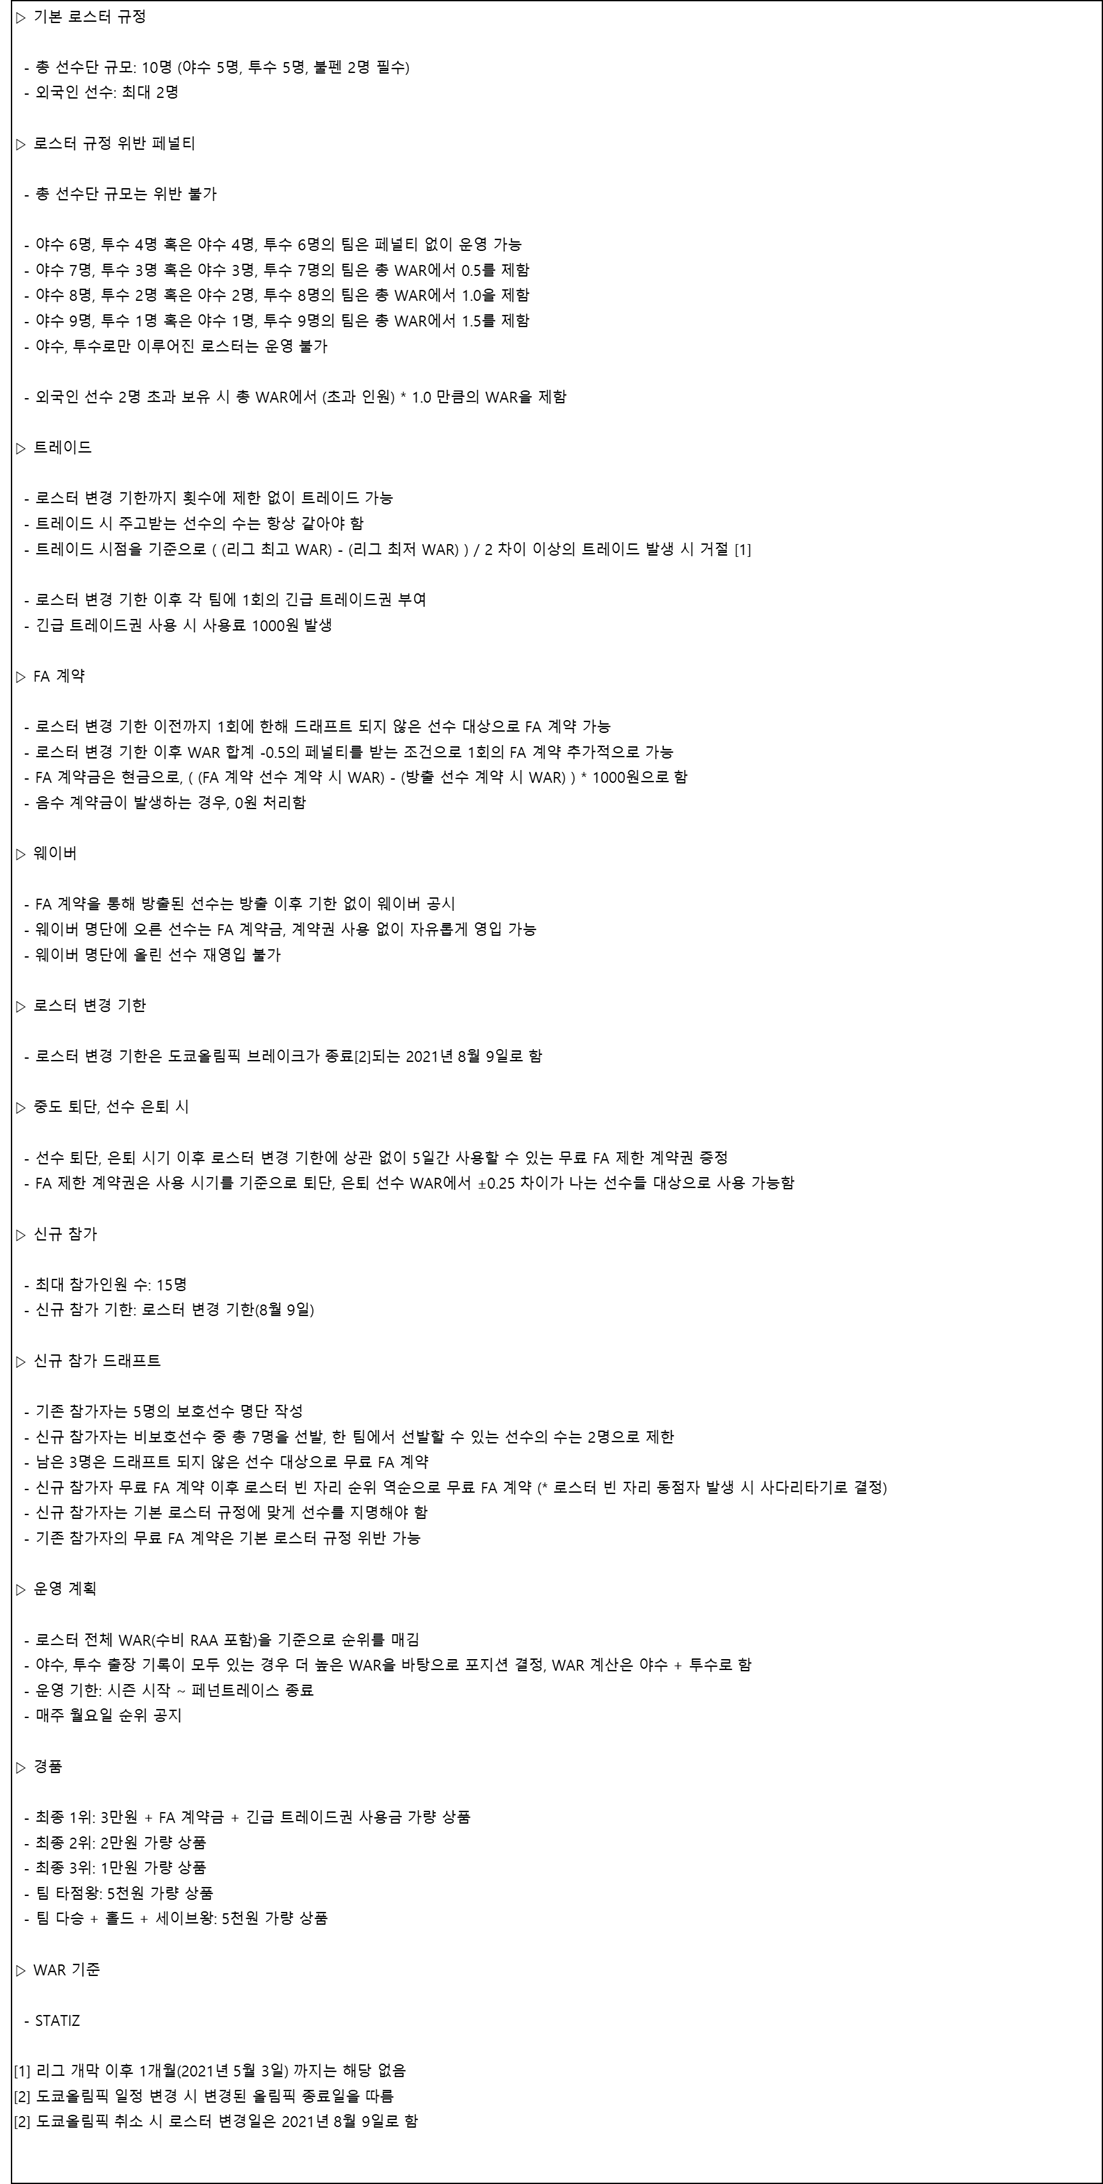 ▷ 기본 로스터 규정
- 총 선수단 규모: 10명 (야수 5명, 투수 5명, 불펜 2명 필수)
- 외국인 선수: 최대 2명
▷ 로스터 규정 위반 페널티
- 총 선수단 규모는 위반 불가
- 야수 6명, 투수 4명 혹은 야수 4명, 투수 6명의 팀은 페널티 없이 운영 가능
- 야수 7명, 투수 3명 혹은 야수 3명, 투수 7명의 팀은 총 WAR에서 0.5를 제함
- 야수 8명, 투수 2명 혹은 야수 2명, 투수 8명의 팀은 총 WAR에서 1.0을 제함
- 야수 9명, 투수 1명 혹은 야수 1명, 투수 9명의 팀은 총 WAR에서 1.5를 제함
- 야수, 투수로만 이루어진 로스터는 운영 불가
- 외국인 선수 2명 초과 보유 시 총 WAR에서 (초과 인원) * 1.0 만큼의 WAR을 제함
▷ 트레이드
- 로스터 변경 기한까지 횟수에 제한 없이 트레이드 가능
- 트레이드 시 주고받는 선수의 수는 항상 같아야 함
- 트레이드 시점을 기준으로 ( (리그 최고 WAR) - (리그 최저 WAR) ) / 2 차이 이상의 트레이드 발생 시 거절 [1]
- 로스터 변경 기한 이후 각 팀에 1회의 긴급 트레이드권 부여
- 긴급 트레이드권 사용 시 사용료 1000원 발생
▷ FA 계약
- 로스터 변경 기한 이전까지 1회에 한해 드래프트 되지 않은 선수 대상으로 FA 계약 가능
- 로스터 변경 기한 이후 WAR 합계 -0.5의 페널티를 받는 조건으로 1회의 FA 계약 추가적으로 가능
- FA 계약금은 현금으로, ( (FA 계약 선수 계약 시 WAR) - (방출 선수 계약 시 WAR) ) * 1000원으로 함
- 음수 계약금이 발생하는 경우, 0원 처리함
▷ 웨이버
- FA 계약을 통해 방출된 선수는 방출 이후 기한 없이 웨이버 공시
- 웨이버 명단에 오른 선수는 FA 계약금, 계약권 사용 없이 자유롭게 영입 가능
- 웨이버 명단에 올린 선수 재영입 불가
▷ 로스터 변경 기한
- 로스터 변경 기한은 도쿄올림픽 브레이크가 종료[2]되는 2021년 8월 9일로 함
▷ 중도 퇴단, 선수 은퇴 시
- 선수 퇴단, 은퇴 시기 이후 로스터 변경 기한에 상관 없이 5일간 사용할 수 있는 무료 FA 제한 계약권 증정
- FA 제한 계약권은 사용 시기를 기준으로 퇴단, 은퇴 선수 WAR에서 ±0.25 차이가 나는 선수들 대상으로 사용 가능함
▷ 신규 참가
- 최대 참가인원 수: 15명
- 신규 참가 기한: 로스터 변경 기한(8월 9일)
▷ 신규 참가 드래프트
- 기존 참가자는 5명의 보호선수 명단 작성
- 신규 참가자는 비보호선수 중 총 7명을 선발, 한 팀에서 선발할 수 있는 선수의 수는 2명으로 제한
- 남은 3명은 드래프트 되지 않은 선수 대상으로 무료 FA 계약
- 신규 참가자 무료 FA 계약 이후 로스터 빈 자리 순위 역순으로 무료 FA 계약 (* 로스터 빈 자리 동점자 발생 시 사다리타기로 결정)
- 신규 참가자는 기본 로스터 규정에 맞게 선수를 지명해야 함
- 기존 참가자의 무료 FA 계약은 기본 로스터 규정 위반 가능
▷ 운영 계획
- 로스터 전체 WAR(수비 RAA 포함)을 기준으로 순위를 매김
- 야수, 투수 출장 기록이 모두 있는 경우 더 높은 WAR을 바탕으로 포지션 결정, WAR 계산은 야수 + 투수로 함
- 운영 기한: 시즌 시작 ~ 페넌트레이스 종료
- 매주 월요일 순위 공지
▷ 경품
- 최종 1위: 3만원 + FA 계약금 + 긴급 트레이드권 사용금 가량 상품
- 최종 2위: 2만원 가량 상품
- 최종 3위: 1만원 가량 상품
- 팀 타점왕: 5천원 가량 상품
- 팀 다승 + 홀드 + 세이브왕: 5천원 가량 상품
▷ WAR 기준
- STATIZ
[1] 리그 개막 이후 1개월(2021년 5월 3일) 까지는 해당 없음
[2] 도쿄올림픽 일정 변경 시 변경된 올림픽 종료일을 따름
[2] 도쿄올림픽 취소 시 로스터 변경일은 2021년 8월 9일로 함